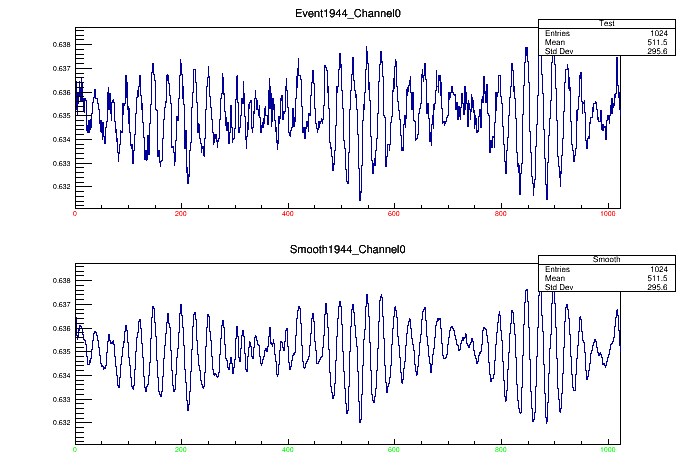 Event1944_Channel0
Test
Entries 1024
Mean 511.5
Std Dev 295.6
0.638
0.637
0.636
0.635
0.634
0.633
0.632
0 200 400 600 800 1000
Smooth1944_Channel0
Smooth
Entries 1024
Mean 511.5
Std Dev 295.6
0.638
0.637
0.636
0.635
0.634
0.633
0.632
0 200 400 600 800 1000